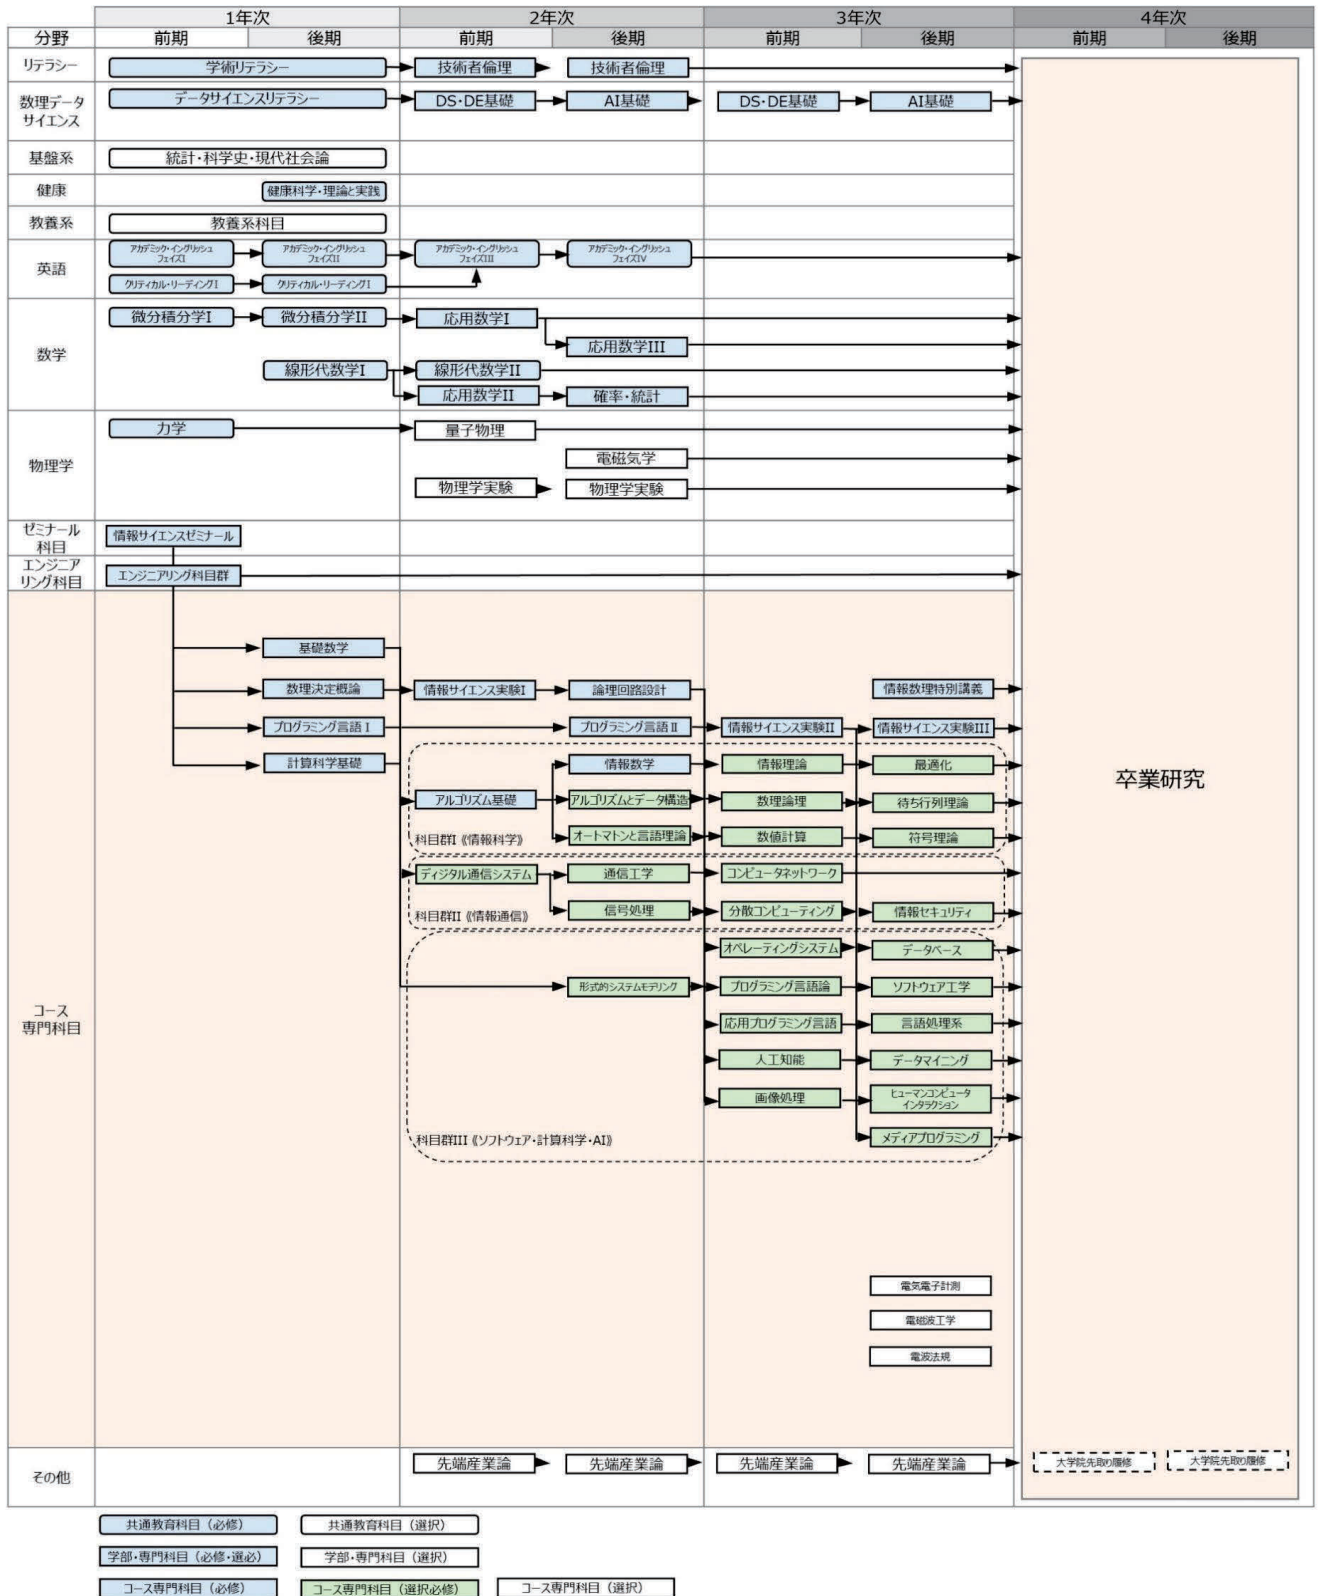 1年次 2年次 3年次 4年次
分野 前期 後期 前期 後期 前期 後期 前期 後期
リテラシー 学術リテラシー 技術者倫理 技術者倫理
数理データ
サイエンス
データサイエンスリテラシー DS・DE基礎 AI基礎 DS・DE基礎 AI基礎
基盤系 統計・科学史・現代社会論
健康 健康科学・理論と実践
教養系 教養系科目
英語
アカデミック・イングリッシュ
フェイズI
アカデミック・イングリッシュ
フェイズII
アカデミック・イングリッシュ
フェイズIII
アカデミック・イングリッシュ
フェイズIV
クリティカル・リーディングI クリティカル・リーディングI
数学
微分積分学I 微分積分学II 応用数学I
応用数学III
線形代数学I 線形代数学II
応用数学II 確率・統計
物理学
力学 量子物理
電磁気学
物理学実験 物理学実験
ゼミナール
科目
情報サイエンスゼミナール
エンジニア
リング科目
エンジニアリング科目群
コース
専門科目
基礎数学
数理決定概論 情報サイエンス実験I 論理回路設計 情報数理特別講義
プログラミング言語 I プログラミング言語 II 情報サイエンス実験II 情報サイエンス実験III
計算科学基礎 情報数学 情報理論 最適化
アルゴリズム基礎 アルゴリズムとデータ構造 数理論理 待ち行列理論
科目群I《情報科学》 オートマトンと言語理論 数値計算 符号理論
ディジタル通信システム 通信工学 コンピュータネットワーク
科目群II《情報通信》 信号処理 分散コンピューティング 情報セキュリティ
オペレーティングシステム データベース
形式的システムモデリング プログラミング言語論 ソフトウェア工学
応用プログラミング言語 言語処理系
人工知能 データマイニング
画像処理
ヒューマンコンピュータ
インタラクション
科目群III《ソフトウェア・計算科学・AI》 メディアプログラミング
電気電子計測
電磁波工学
電波法規
卒業研究
その他 先端産業論 先端産業論 先端産業論 先端産業論 大学院先取り履修 大学院先取り履修
共通教育科目（必修） 共通教育科目（選択）
学部・専門科目（必修・選必） 学部・専門科目（選択）
コース専門科目（必修） コース専門科目（選択必修） コース専門科目（選択）